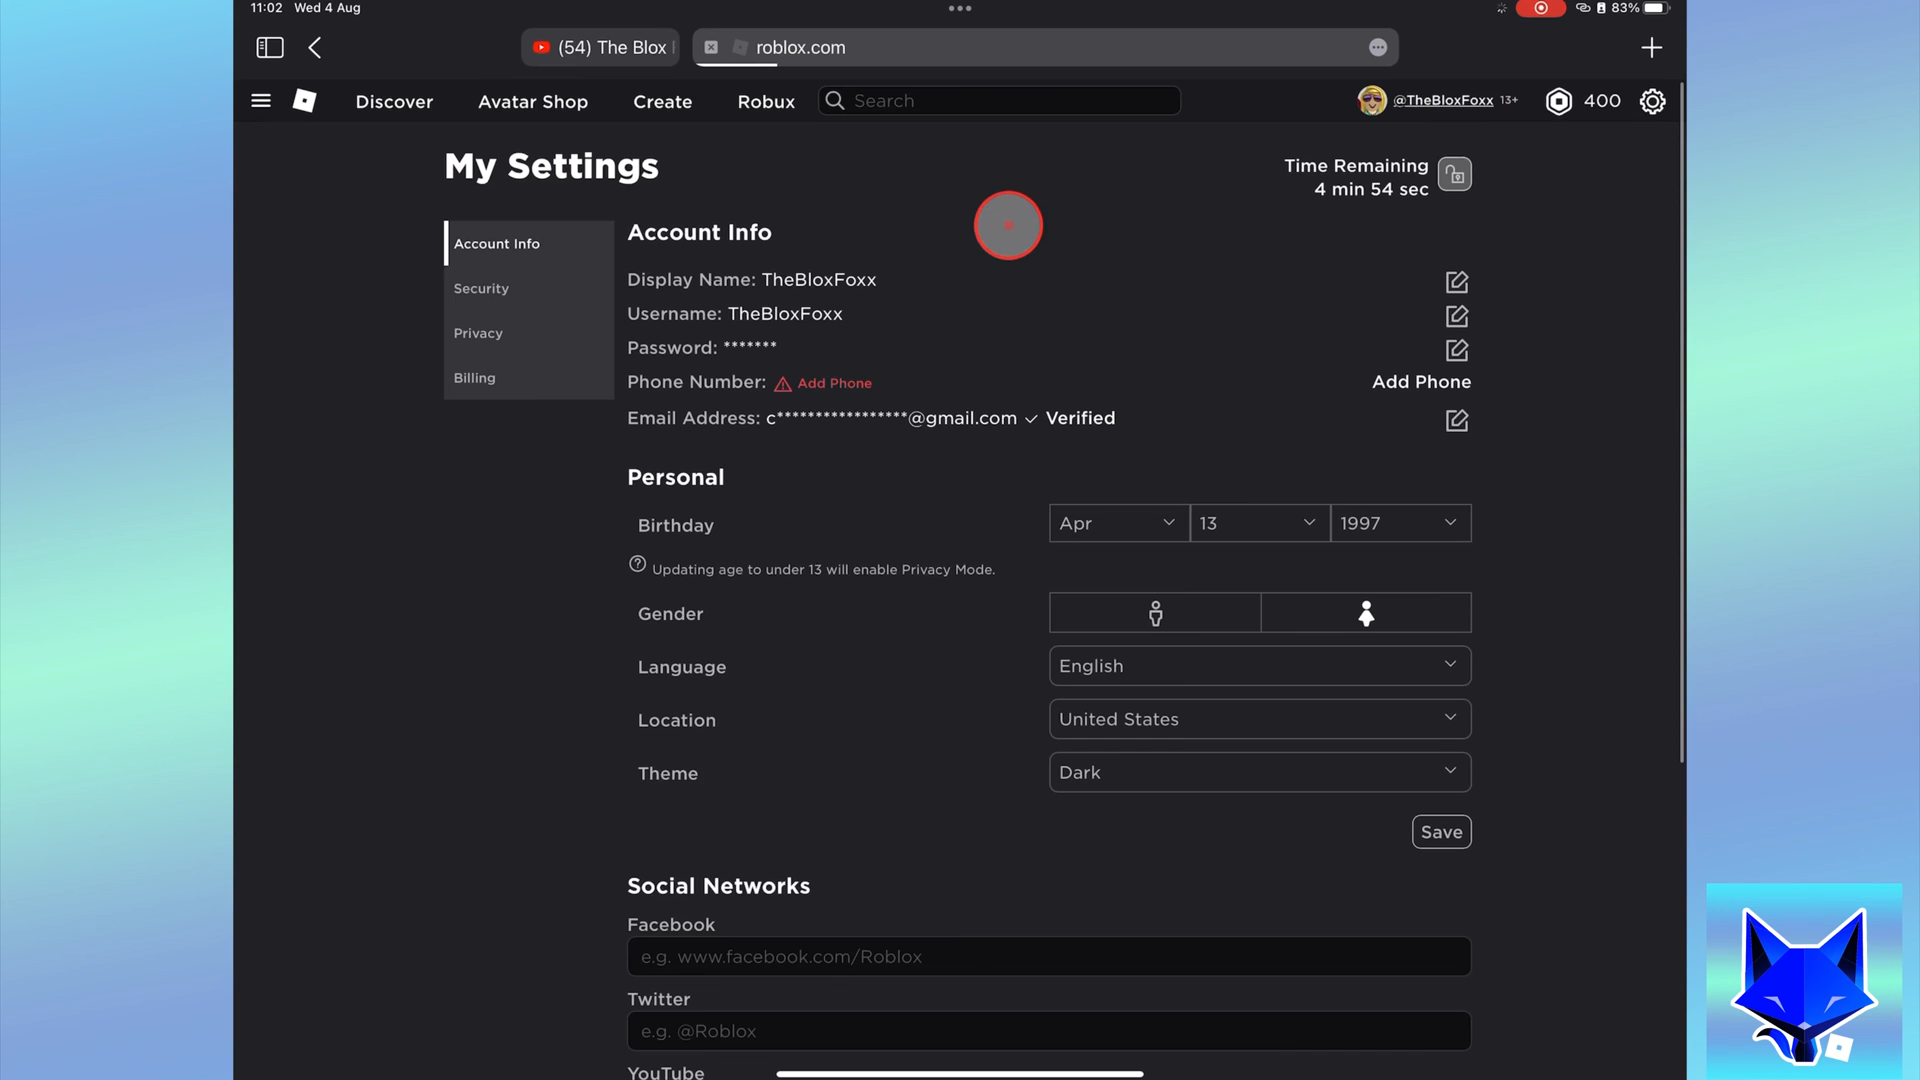 11:02 Wed 4 Aug
83%
(54) The Blox
roblox.com
Discover
Avatar Shop
Create
Robux
Search
@TheBloxFoxx 13+
400
My Settings
Time Remaining
4 min 54 sec
Account Info
Security
Privacy
Billing
Account Info
Display Name: TheBloxFoxx
Username: TheBloxFoxx
Password: *******
Phone Number: Add Phone
Add Phone
Email Address: c*****************@gmail.com Verified
Personal
Birthday
Apr
13
1997
Updating age to under 13 will enable Privacy Mode.
Gender
Language
English
Location
United States
Theme
Dark
Save
Social Networks
Facebook
e.g. www.facebook.com/Roblox
Twitter
e.g. @Roblox
YouTube